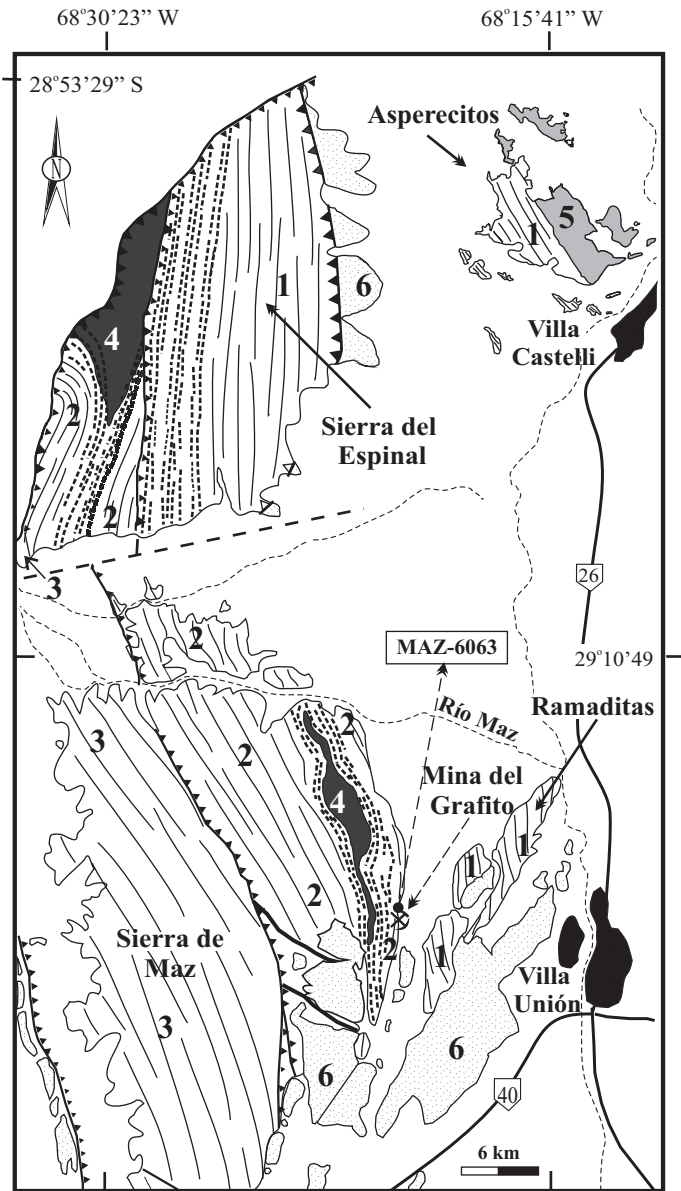 68°30'23” W
68°15'41” W
28°53'29” S
Asperecitos
N
5
1
1
6
4
Villa
Castelli
2
Sierra del
Espinal
2
3
26
2
MAZ-6063
29°10'49
Ramaditas
Río Maz
3
2
2
Mina del
Grafito
4
1
1
2
2
Sierra de
Maz
1
Villa
Unión
3
6
6
40
6 km